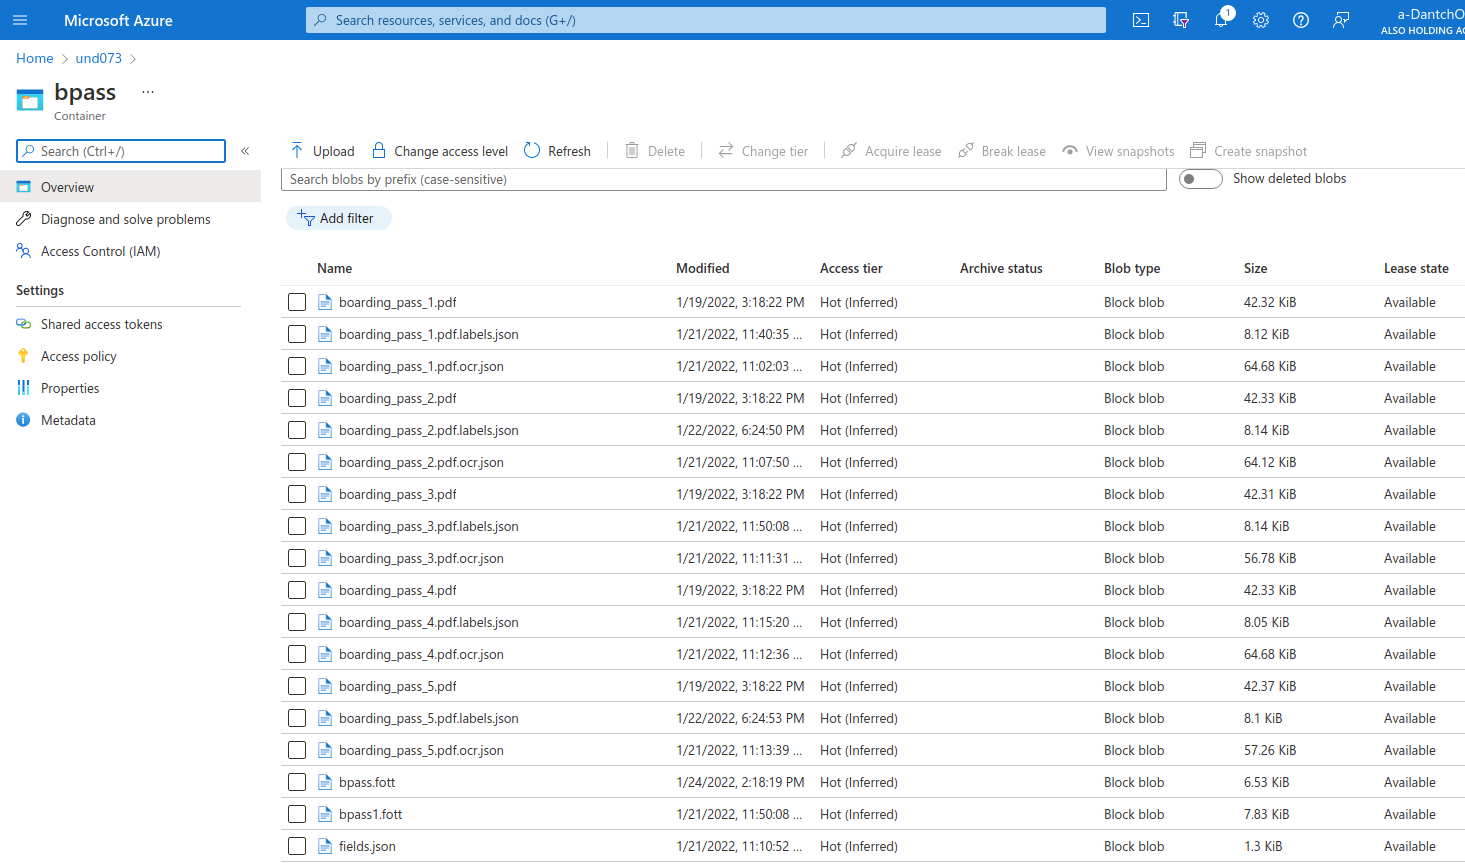 Microsoft Azure
Search resources, services, and docs (G+/)
1
a-DantchO
ALSO HOLDING AG
Home > und073 >
bpass ...
Container
Search (Ctrl+/) «
Overview
Diagnose and solve problems
Access Control (IAM)
Settings
Shared access tokens
Access policy
Properties
Metadata
Upload Change access level Refresh Delete Change tier Acquire lease Break lease View snapshots Create snapshot
Search blobs by prefix (case-sensitive) Show deleted blobs
Add filter
Name Modified Access tier Archive status Blob type Size Lease state
boarding_pass_1.pdf 1/19/2022, 3:18:22 PM Hot (Inferred) Block blob 42.32 KiB Available
boarding_pass_1.pdf.labels.json 1/21/2022, 11:40:35 ... Hot (Inferred) Block blob 8.12 KiB Available
boarding_pass_1.pdf.ocr.json 1/21/2022, 11:02:03 ... Hot (Inferred) Block blob 64.68 KiB Available
boarding_pass_2.pdf 1/19/2022, 3:18:22 PM Hot (Inferred) Block blob 42.33 KiB Available
boarding_pass_2.pdf.labels.json 1/22/2022, 6:24:50 PM Hot (Inferred) Block blob 8.14 KiB Available
boarding_pass_2.pdf.ocr.json 1/21/2022, 11:07:50 ... Hot (Inferred) Block blob 64.12 KiB Available
boarding_pass_3.pdf 1/19/2022, 3:18:22 PM Hot (Inferred) Block blob 42.31 KiB Available
boarding_pass_3.pdf.labels.json 1/21/2022, 11:50:08 ... Hot (Inferred) Block blob 8.14 KiB Available
boarding_pass_3.pdf.ocr.json 1/21/2022, 11:11:31 ... Hot (Inferred) Block blob 56.78 KiB Available
boarding_pass_4.pdf 1/19/2022, 3:18:22 PM Hot (Inferred) Block blob 42.33 KiB Available
boarding_pass_4.pdf.labels.json 1/21/2022, 11:15:20 ... Hot (Inferred) Block blob 8.05 KiB Available
boarding_pass_4.pdf.ocr.json 1/21/2022, 11:12:36 ... Hot (Inferred) Block blob 64.68 KiB Available
boarding_pass_5.pdf 1/19/2022, 3:18:22 PM Hot (Inferred) Block blob 42.37 KiB Available
boarding_pass_5.pdf.labels.json 1/22/2022, 6:24:53 PM Hot (Inferred) Block blob 8.1 KiB Available
boarding_pass_5.pdf.ocr.json 1/21/2022, 11:13:39 ... Hot (Inferred) Block blob 57.26 KiB Available
bpass.fott 1/24/2022, 2:18:19 PM Hot (Inferred) Block blob 6.53 KiB Available
bpass1.fott 1/21/2022, 11:50:08 ... Hot (Inferred) Block blob 7.83 KiB Available
fields.json 1/21/2022, 11:10:52 ... Hot (Inferred) Block blob 1.3 KiB Available